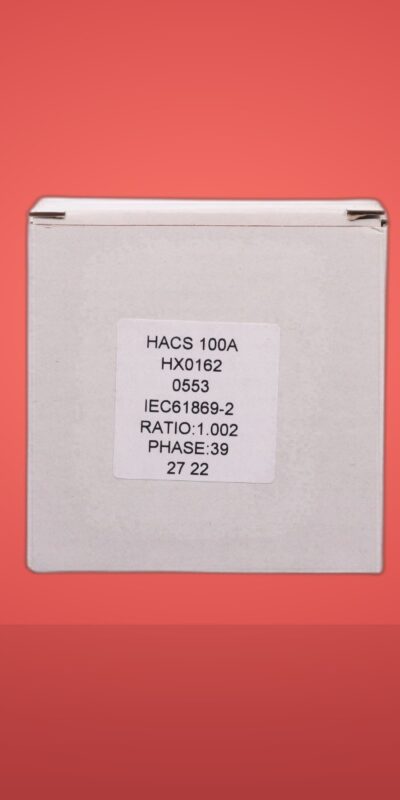 HACS 100A
HX0162
0553
IEC61869-2
RATIO:1.002
PHASE:39
27 22